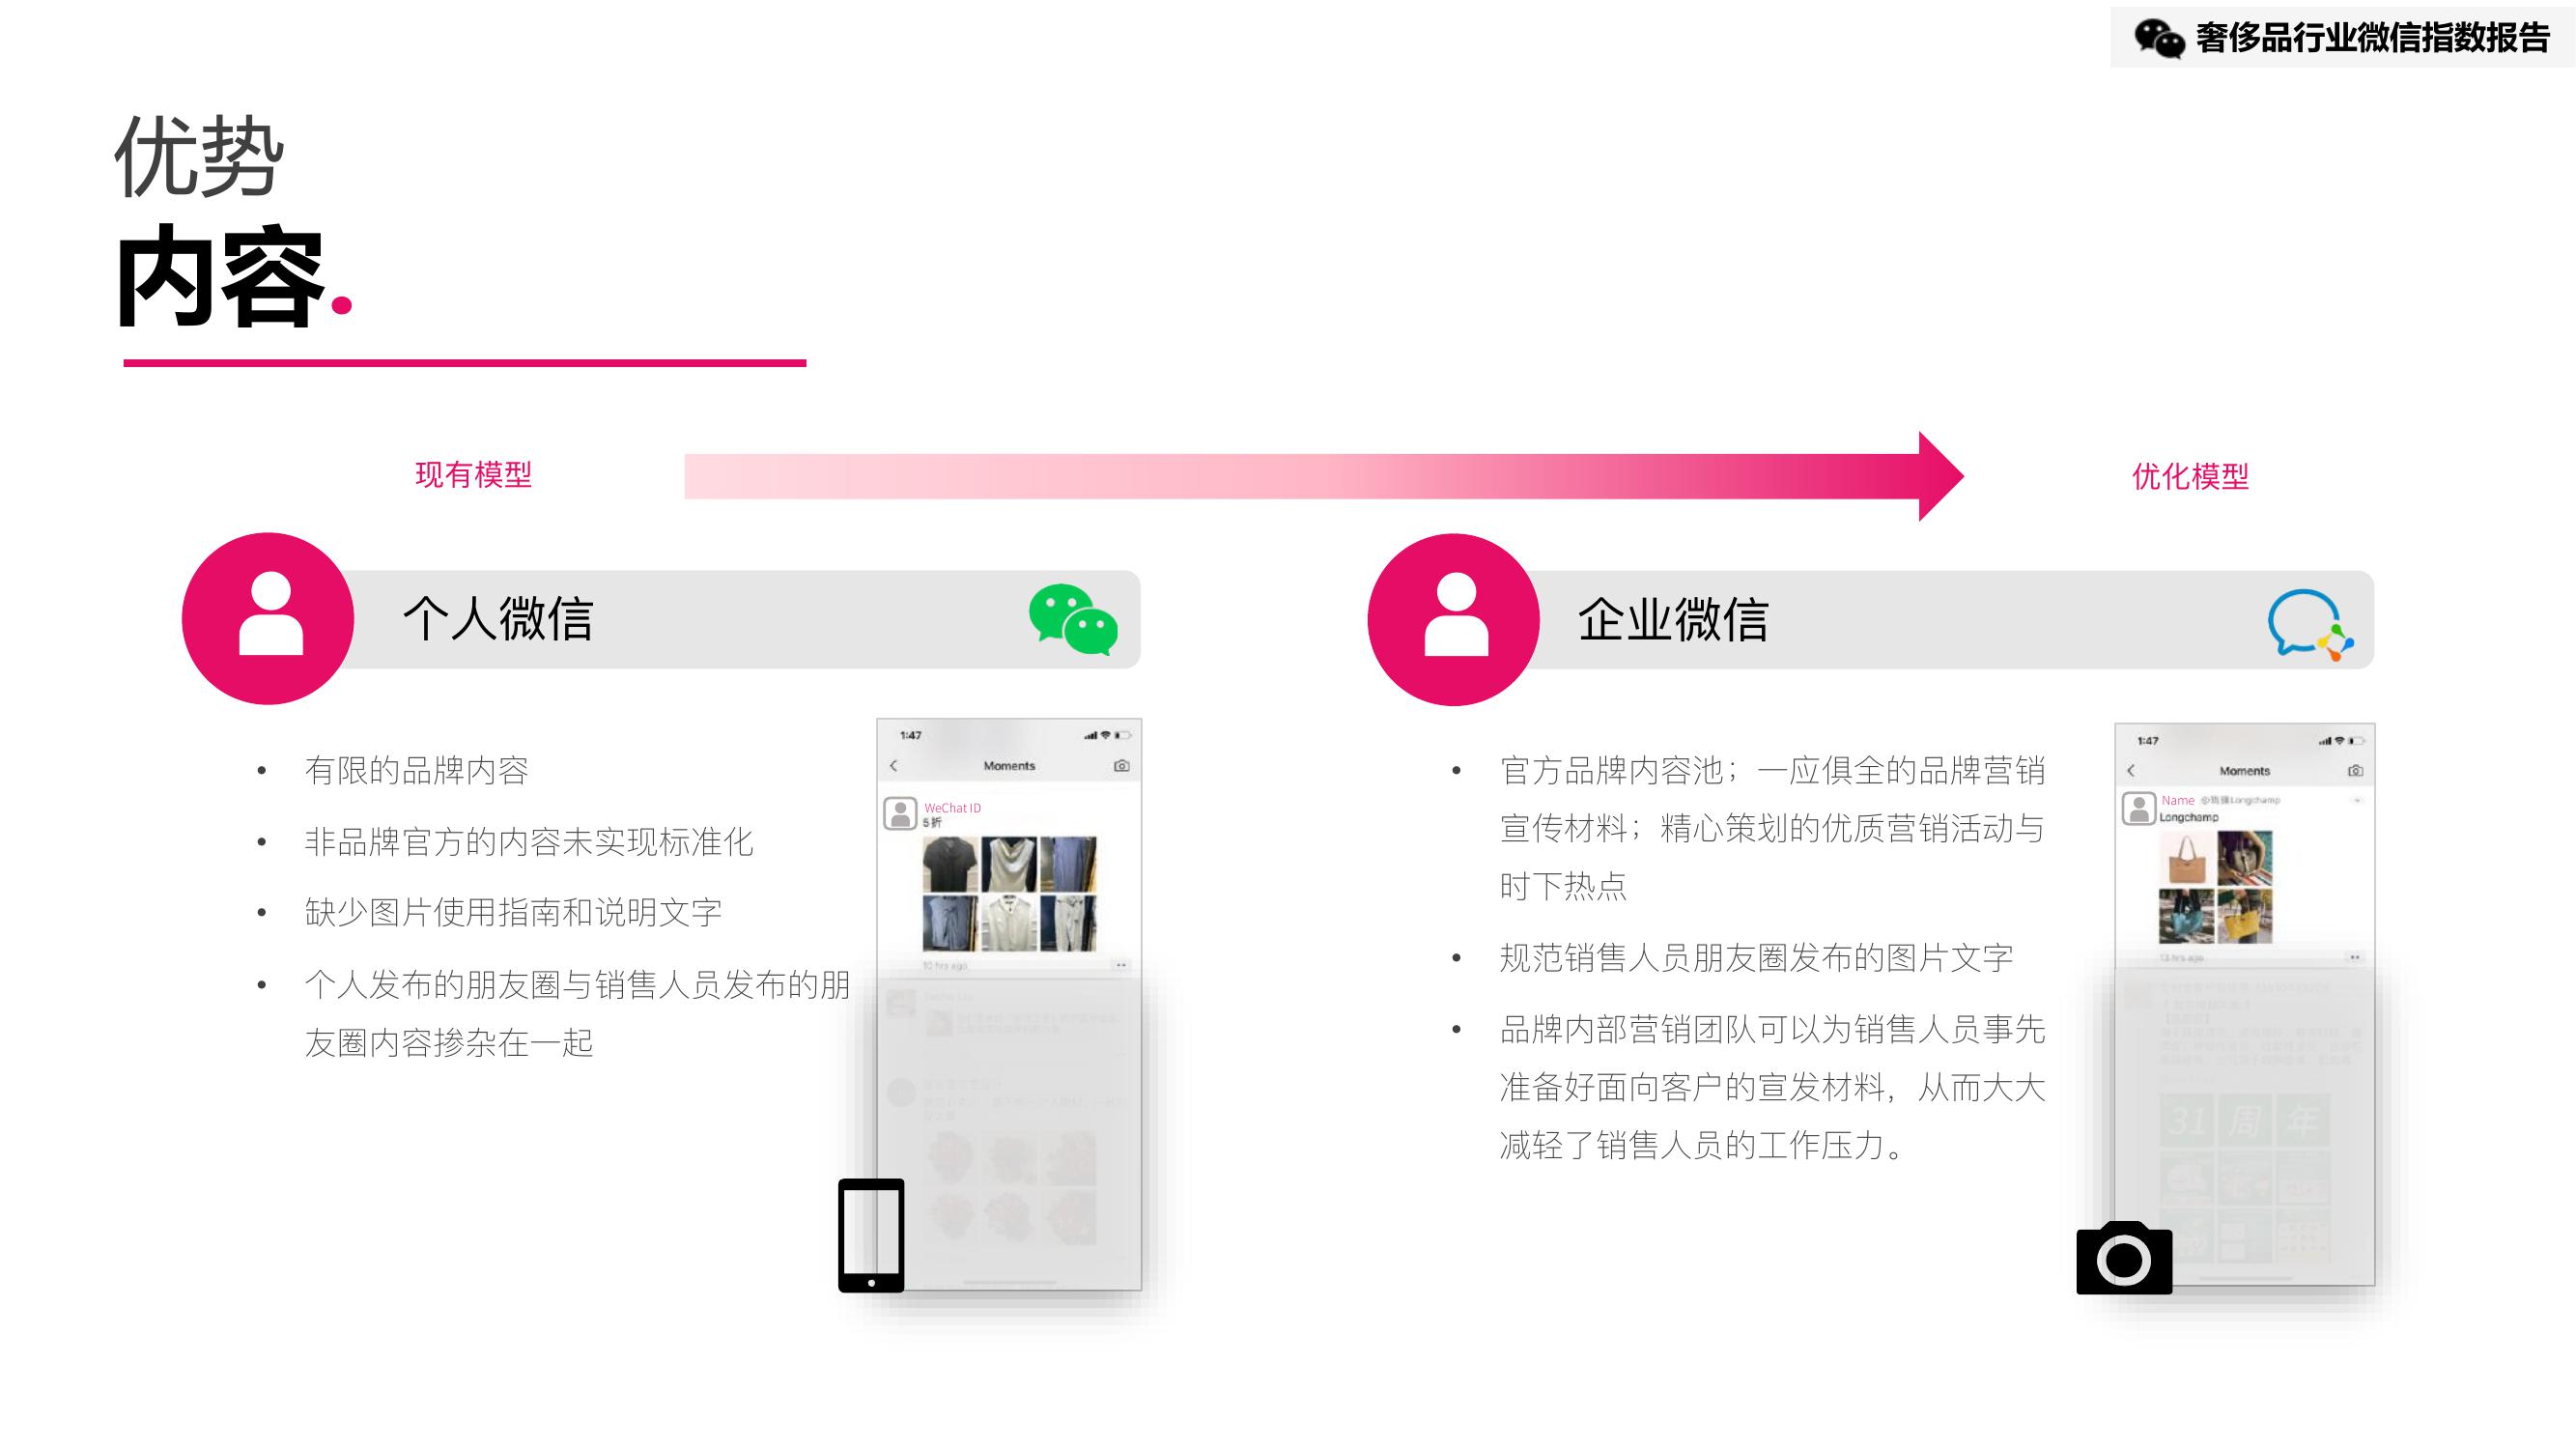 奢侈品行业微信指数报告
优势
内容.
现有模型
优化模型
个人微信
企业微信
• 有限的品牌内容
• 非品牌官方的内容未实现标准化
• 缺少图片使用指南和说明文字
• 个人发布的朋友圈与销售人员发布的朋
友圈内容掺杂在一起
1:47
Moments
WeChat ID
5折
10 hrs ago
• 官方品牌内容池；一应俱全的品牌营销
宣传材料；精心策划的优质营销活动与
时下热点
• 规范销售人员朋友圈发布的图片文字
• 品牌内部营销团队可以为销售人员事先
准备好面向客户的宣发材料，从而大大
减轻了销售人员的工作压力。
1:47
Moments
Name
Longchamp
13 hrs ago
31 周 年